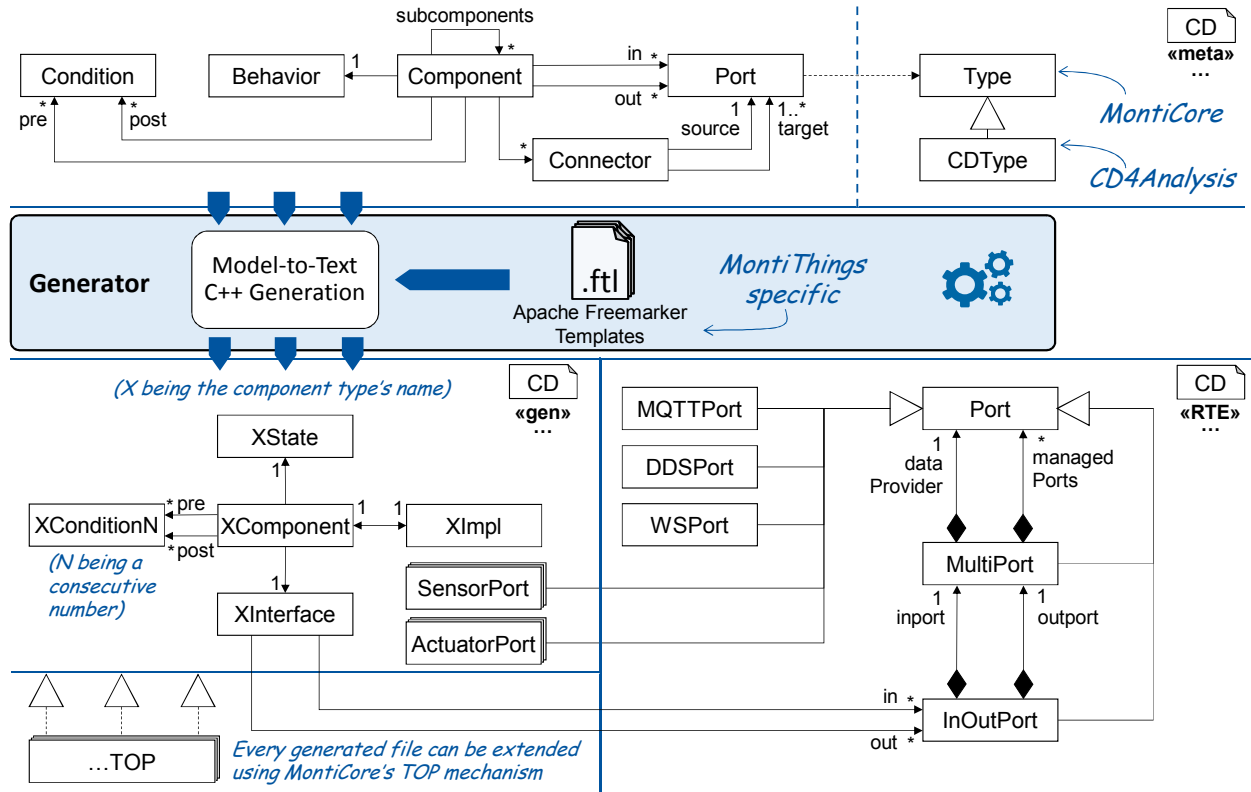 subcomponents
*
CD
«meta»
...
Condition
Behavior
1
Component
in *
out *
Port
Type
MontiCore
* pre
* post
1
source
1..*
target
*
Connector
CDType
CD4Analysis
Generator
Model-to-Text
C++ Generation
.ftl
Apache Freemarker
Templates
MontiThings
specific
(X being the component type's name)
CD
«gen»
...
XState
1
XConditionN
* pre
* post
XComponent
1
1
XImpl
(N being a
consecutive
number)
1
XInterface
SensorPort
ActuatorPort
MQTTPort
DDSPort
WSPort
Port
CD
«RTE»
...
1
data
Provider
*
managed
Ports
MultiPort
1
inport
1
outport
in *
out *
InOutPort
...TOP
Every generated file can be extended
using MontiCore's TOP mechanism